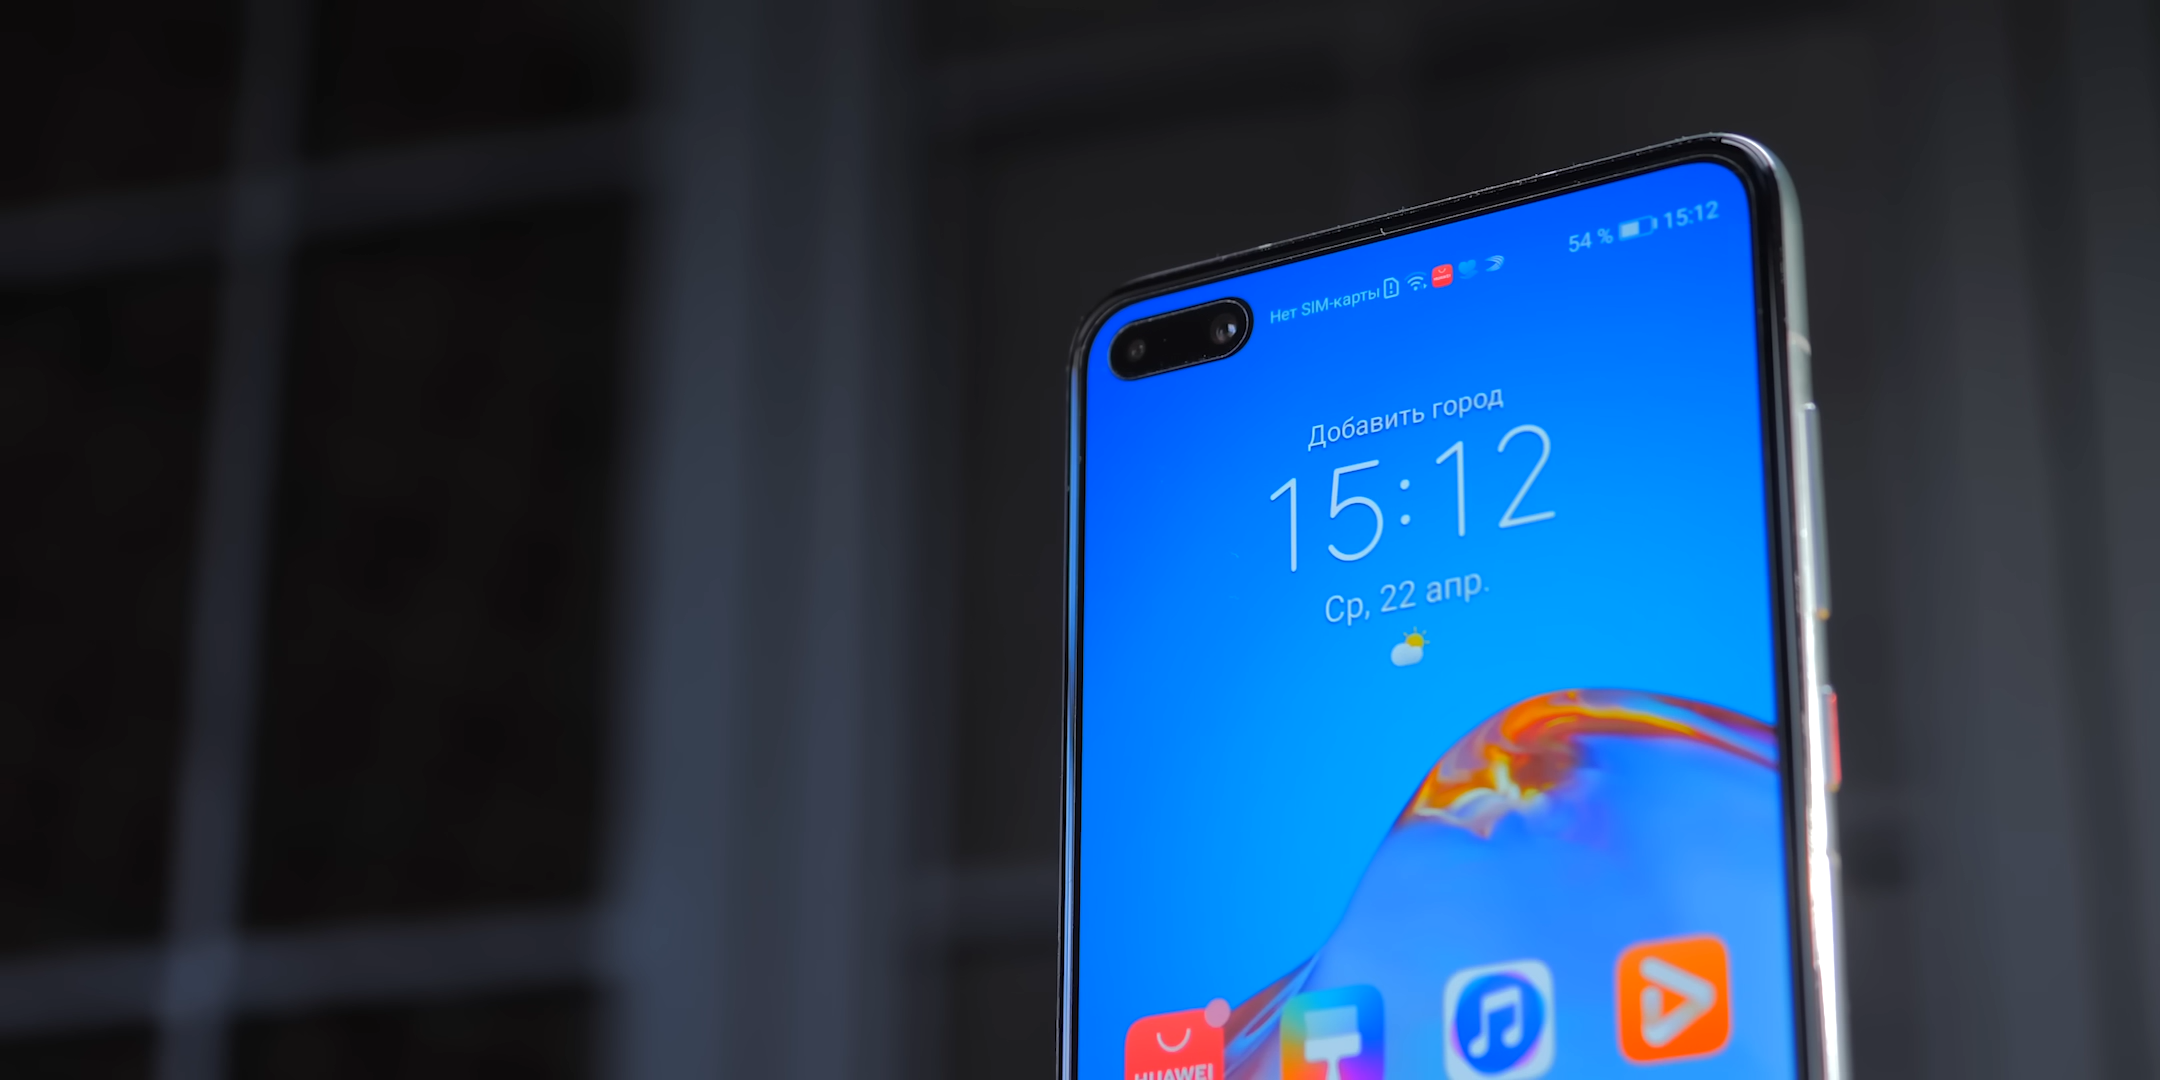 Нет SIM-карты
54 % 15:12
Добавить город
15:12
Ср, 22 апр.
HUAWEI